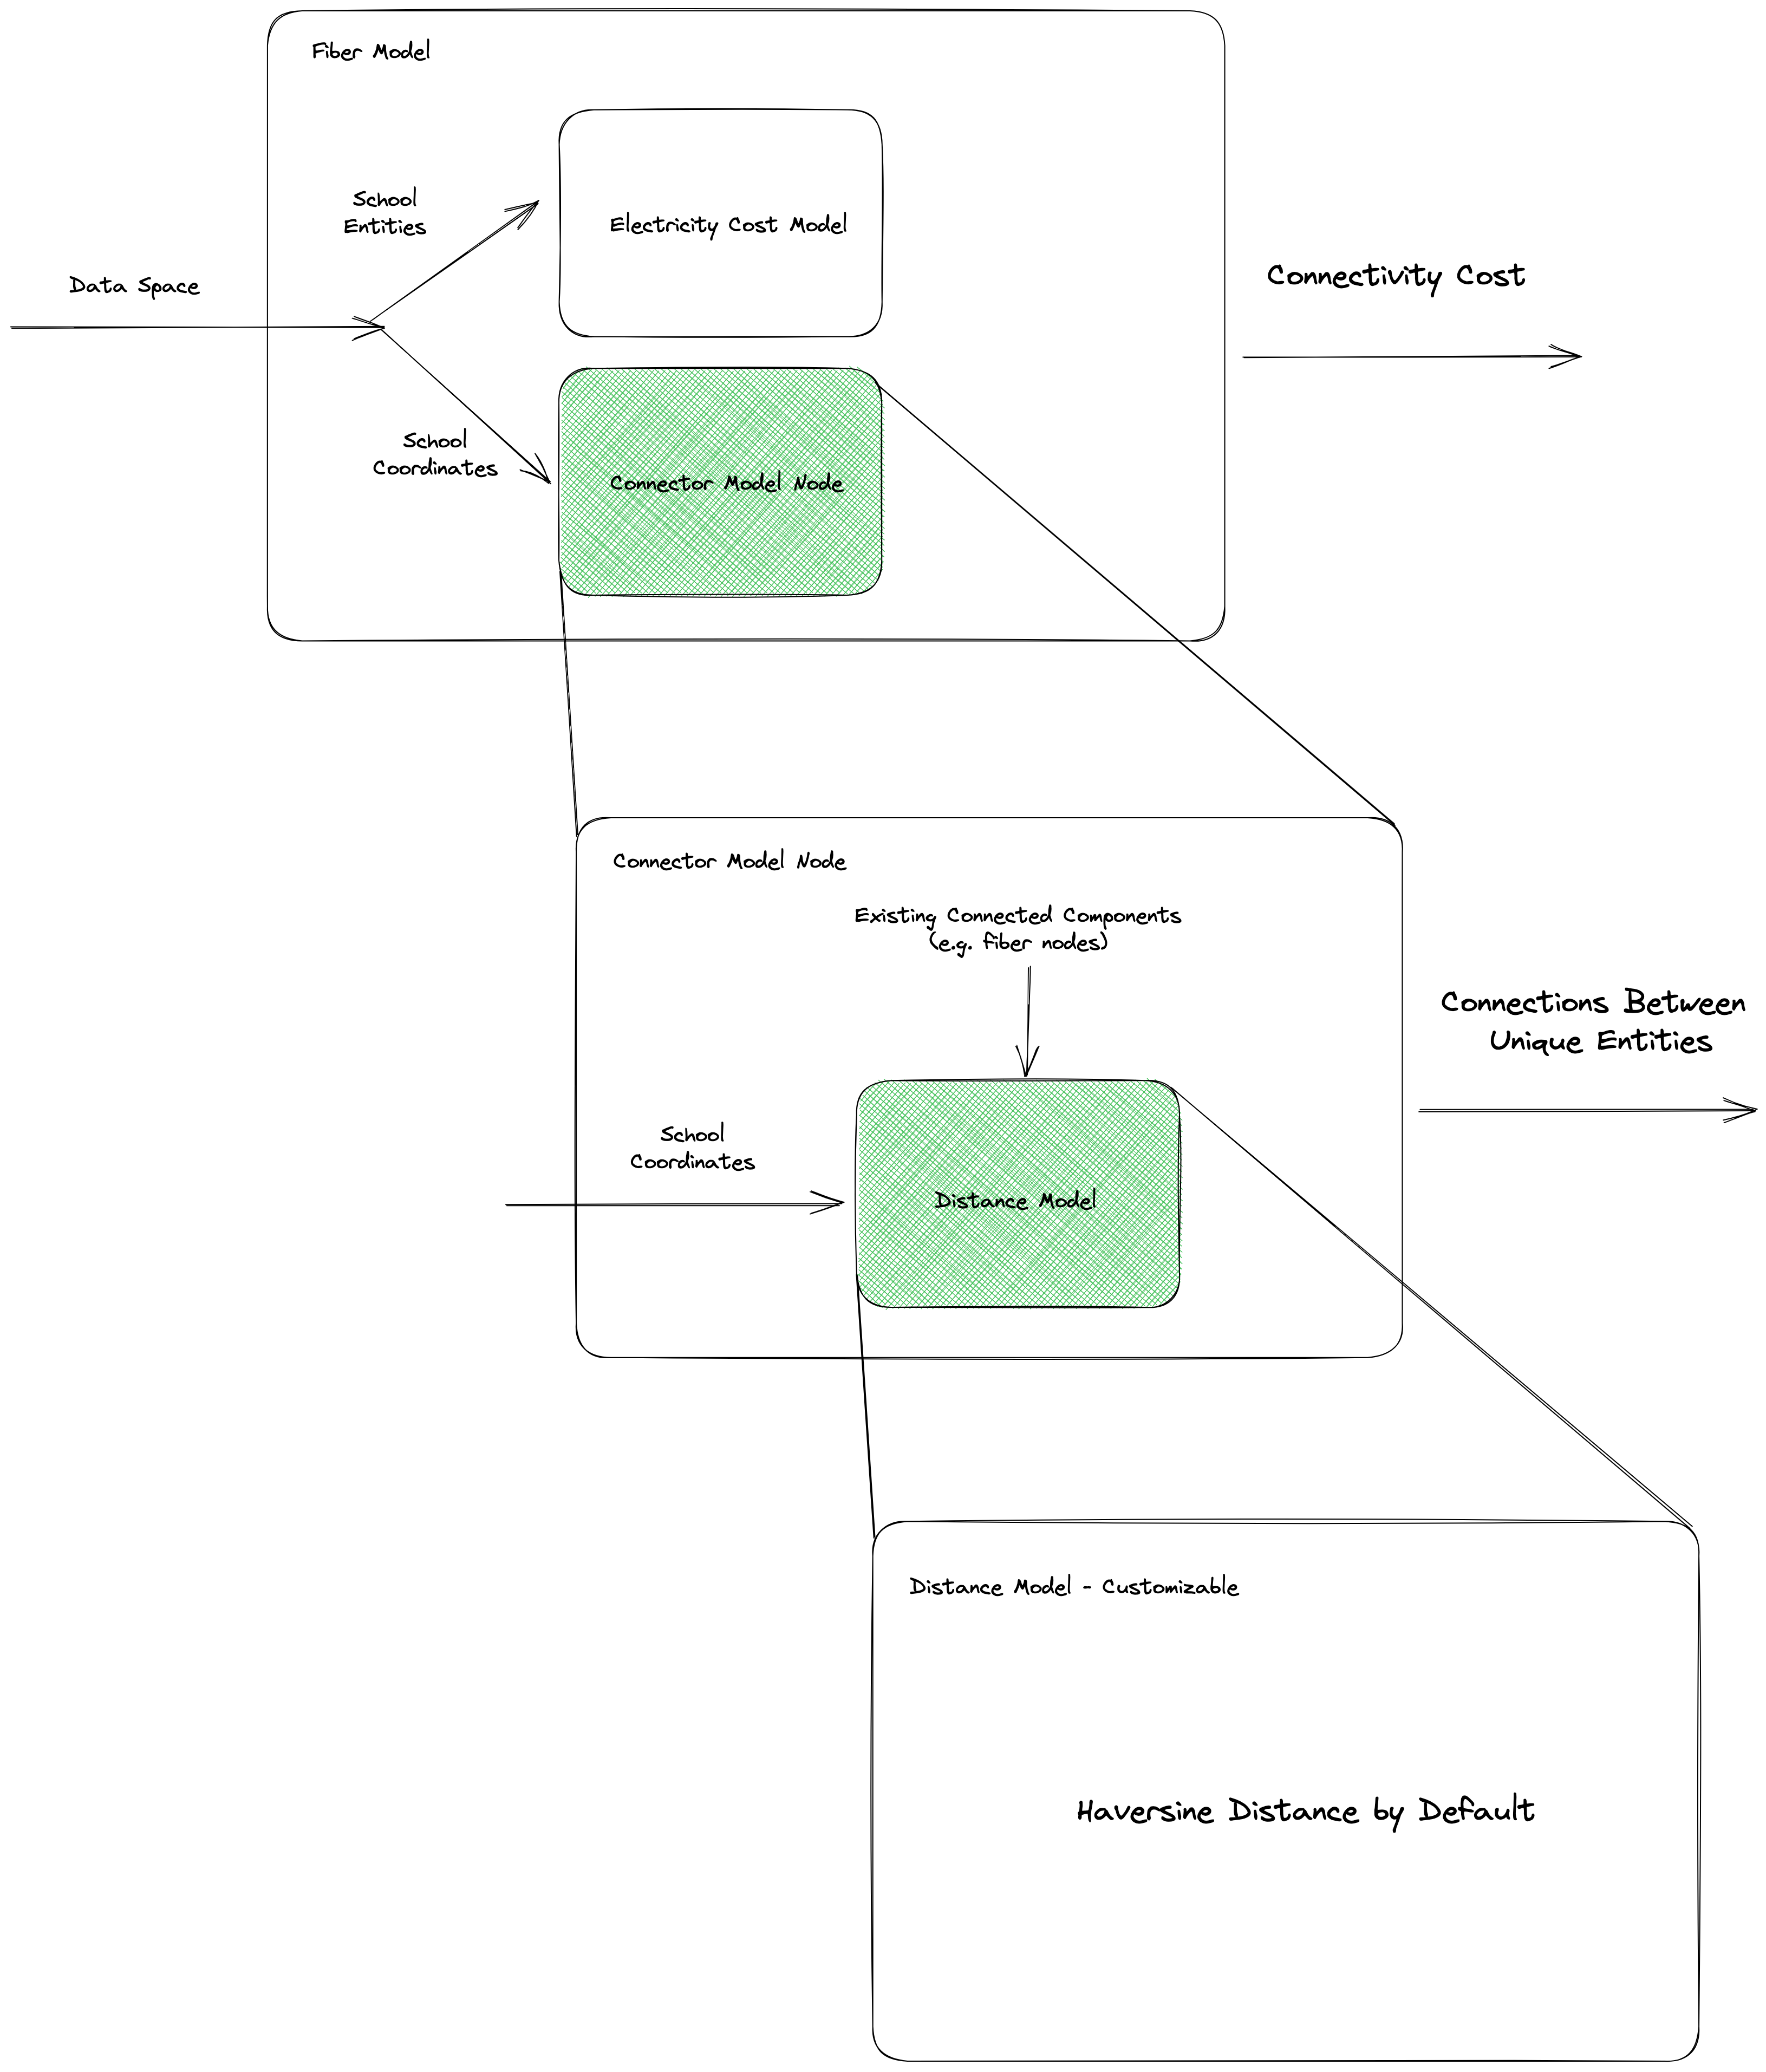 Fiber Model
School
Entities
Electricity Cost Model
Data Space
Connectivity Cost
School
Coordinates
Connector Model Node
Connector Model Node
Existing Connected Components
(e.g. fiber nodes)
Connections Between
Unique Entities
School
Coordinates
Distance Model
Distance Model - Customizable
Haversine Distance by Default